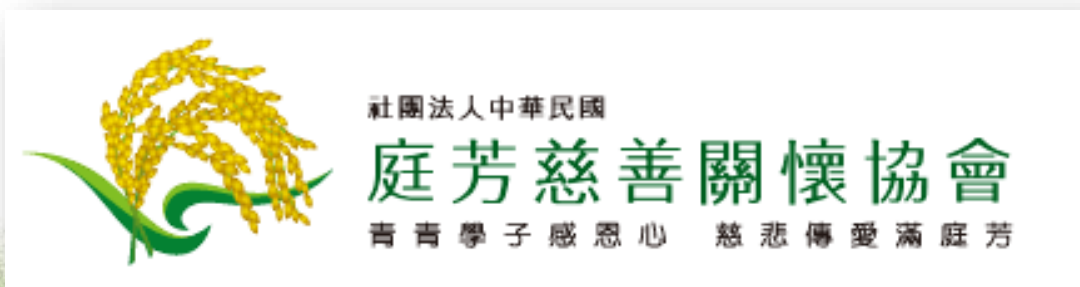 社團法人中華民國
庭芳慈善關懷協會
青青學子感恩心 慈悲傳愛滿庭芳